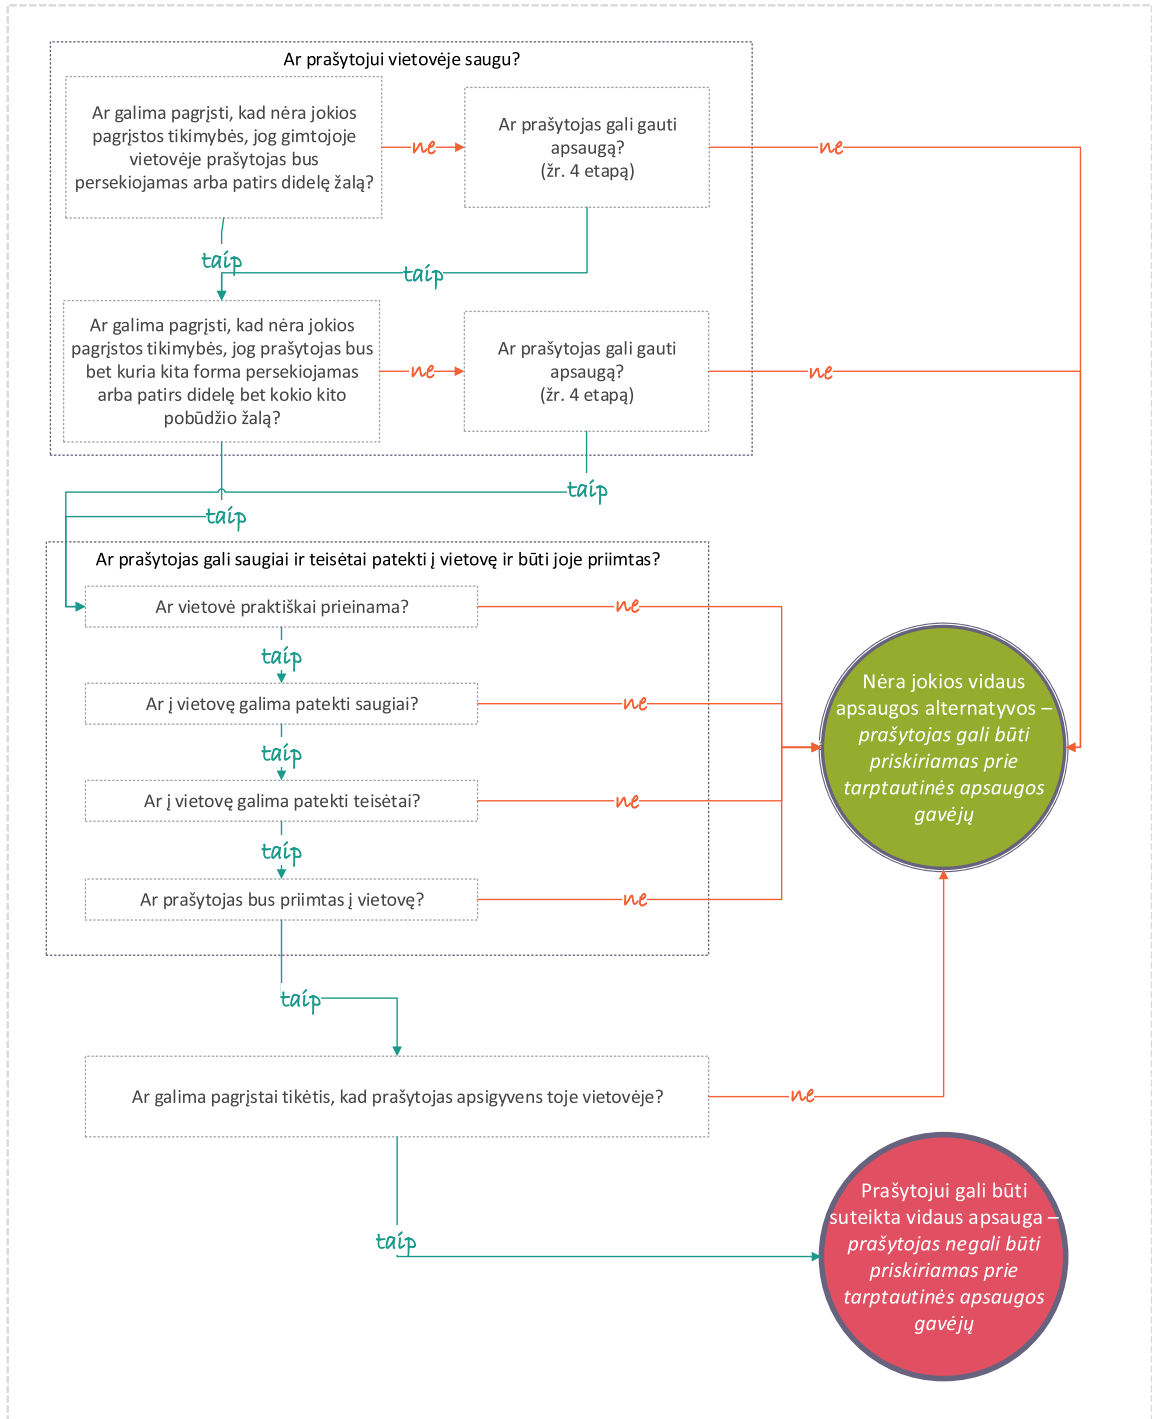 Ar prašytojui vietovėje saugu?
Ar galima pagrįsti, kad nėra jokios
pagrįstos tikimybės, jog gimtojoje
vietovėje prašytojas bus
persekiojamas arba patirs didelę žalą?
ne
Ar prašytojas gali gauti
apsaugą?
(žr. 4 etapą)
ne
taip
taip
Ar galima pagrįsti, kad nėra jokios
pagrįstos tikimybės, jog prašytojas bus
bet kuria kita forma persekiojamas
arba patirs didelę bet kokio kito
pobūdžio žalą?
ne
Ar prašytojas gali gauti
apsaugą?
(žr. 4 etapą)
ne
taip
taip
Ar prašytojas gali saugiai ir teisėtai patekti į vietovę ir būti joje priimtas?
Ar vietovė praktiškai prieinama?
ne
taip
Ar į vietovę galima patekti saugiai?
ne
taip
Ar į vietovę galima patekti teisėtai?
ne
taip
Ar prašytojas bus priimtas į vietovę?
ne
Nėra jokios vidaus
apsaugos alternatyvos –
prašytojas gali būti
priskiriamas prie
tarptautinės apsaugos
gavėjų
taip
Ar galima pagrįstai tikėtis, kad prašytojas apsigyvens toje vietovėje?
ne
taip
Prašytojui gali būti
suteikta vidaus apsauga –
prašytojas negali būti
priskiriamas prie
tarptautinės apsaugos
gavėjų